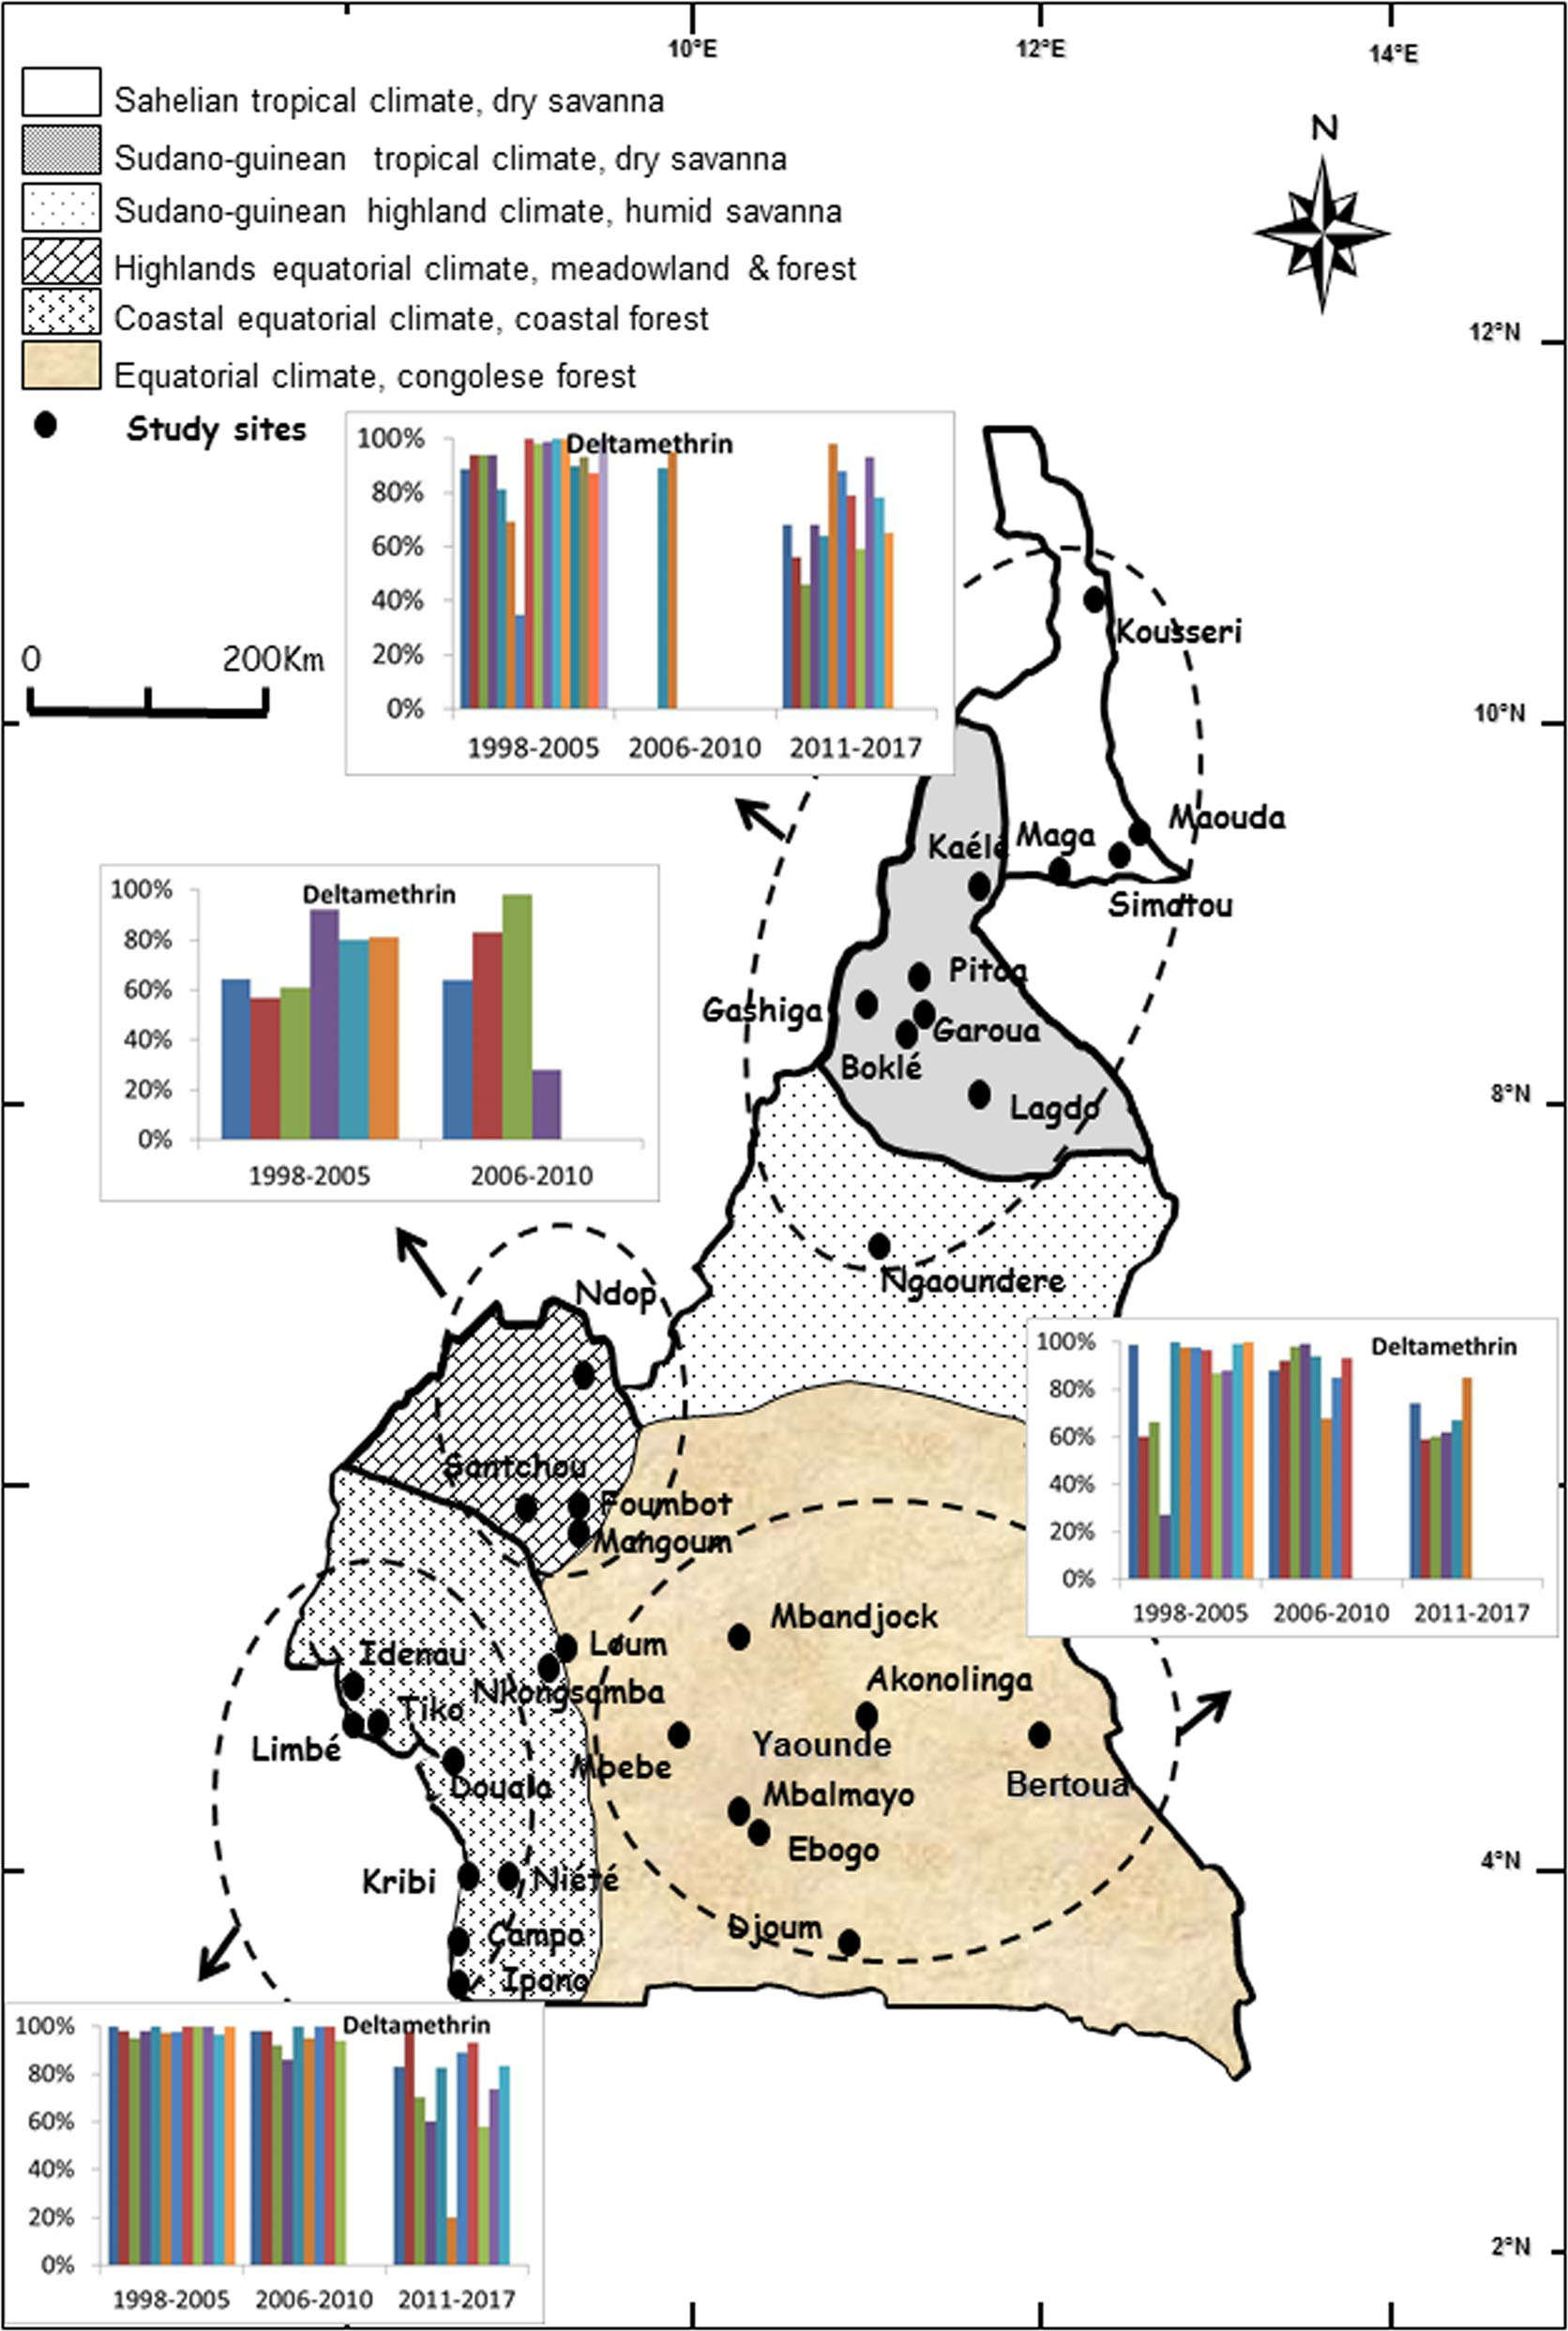 10°E 12°E 14°E
Sahelian tropical climate, dry savanna
Sudano-guinean tropical climate, dry savanna
Sudano-guinean highland climate, humid savanna
Highlands equatorial climate, meadowland & forest
Coastal equatorial climate, coastal forest
Equatorial climate, congolese forest
Study sites
N
12°N
10°N
8°N
4°N
2°N
0 200Km
Deltamethrin
100%
80%
60%
40%
20%
0%
1998-2005 2006-2010 2011-2017
Kousseri
Maouda
Maga
Kaélé
Simatou
Pitoa
Gashiga
Garoua
Boklé
Lagdo
Ngaoundere
Deltamethrin
100%
80%
60%
40%
20%
0%
1998-2005 2006-2010
Ndop
Santchou
Foumbot
Mangoum
Deltamethrin
100%
80%
60%
40%
20%
0%
1998-2005 2006-2010 2011-2017
Mbandjock
Loum
Idenau
Nkongsamba
Akonolinga
Tiko
Limbé
Yaounde
Mbebe
Douala
Bertoua
Mbalmayo
Ebogo
Kribi
Niété
Djoum
Campo
Ipono
Deltamethrin
100%
80%
60%
40%
20%
0%
1998-2005 2006-2010 2011-2017